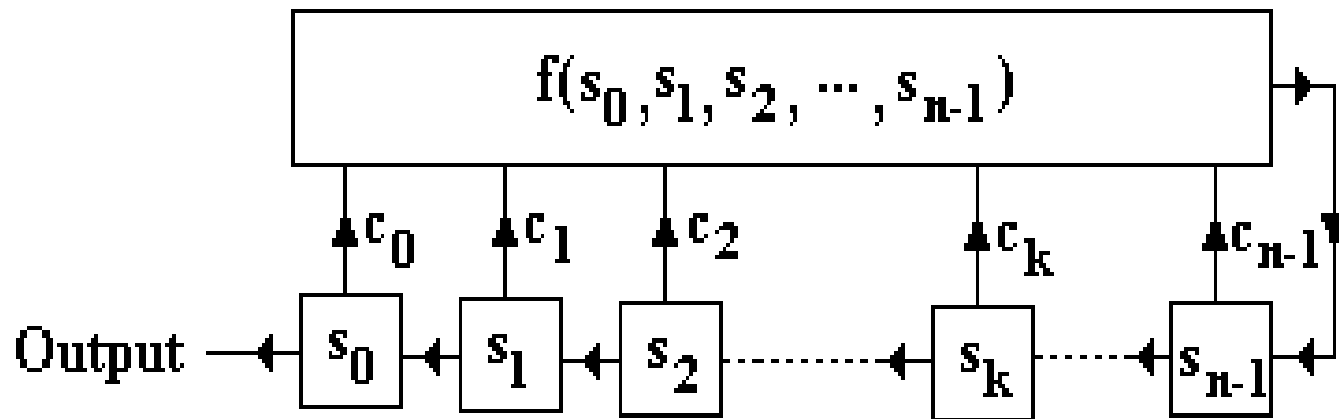 f(s₀,s₁,s₂, ... ,sₙ₋₁)
c₀ c₁ c₂ cₖ cₙ₋₁
Output s₀ s₁ s₂ sₖ sₙ₋₁